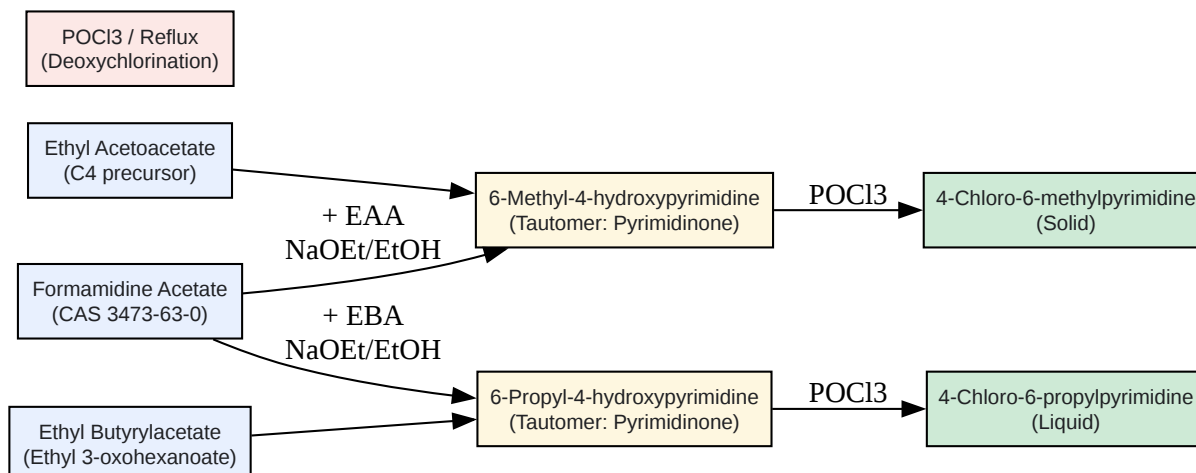 POCl3 / Reflux
(Deoxychlorination)
Ethyl Acetoacetate
(C4 precursor)
6-Methyl-4-hydroxypyrimidine
(Tautomer: Pyrimidinone)
POCl3
4-Chloro-6-methylpyrimidine
(Solid)
+ EAA
NaOEt/EtOH
Formamidine Acetate
(CAS 3473-63-0)
+ EBA
NaOEt/EtOH
6-Propyl-4-hydroxypyrimidine
(Tautomer: Pyrimidinone)
POCl3
4-Chloro-6-propylpyrimidine
(Liquid)
Ethyl Butyrylacetate
(Ethyl 3-oxohexanoate)